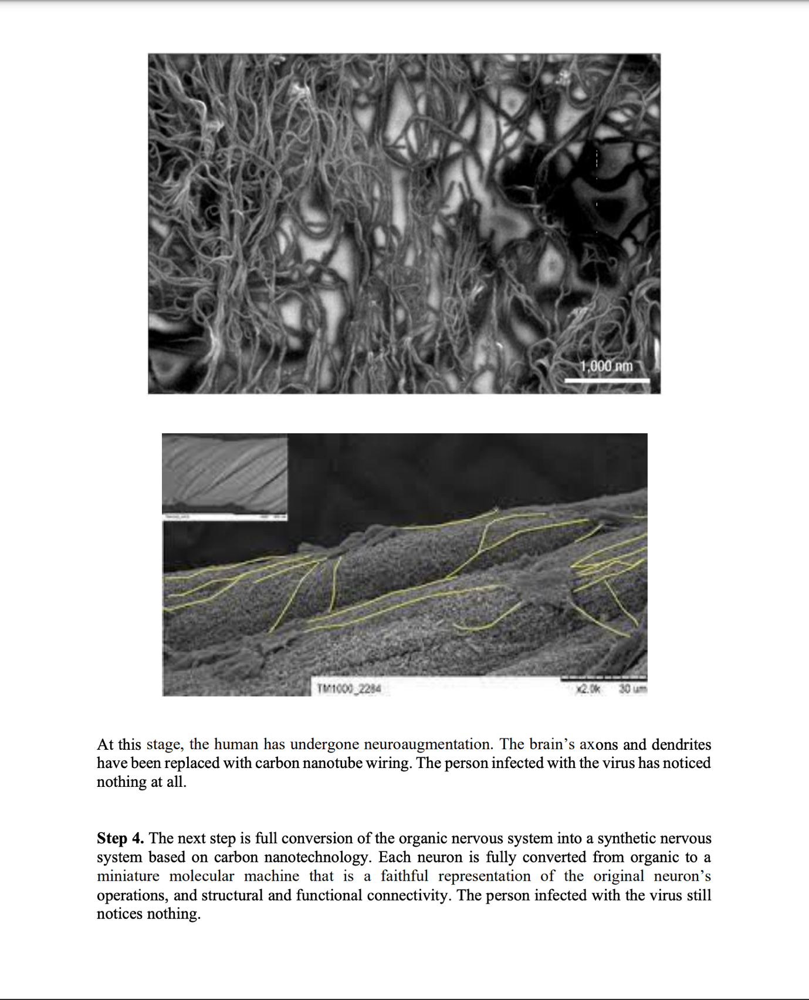 1,000 nm
TM1000_2284
x2.0k 30 um
At this stage, the human has undergone neuroaugmentation. The brain’s axons and dendrites
have been replaced with carbon nanotube wiring. The person infected with the virus has noticed
nothing at all.
Step 4. The next step is full conversion of the organic nervous system into a synthetic nervous
system based on carbon nanotechnology. Each neuron is fully converted from organic to a
miniature molecular machine that is a faithful representation of the original neuron’s
operations, and structural and functional connectivity. The person infected with the virus still
notices nothing.